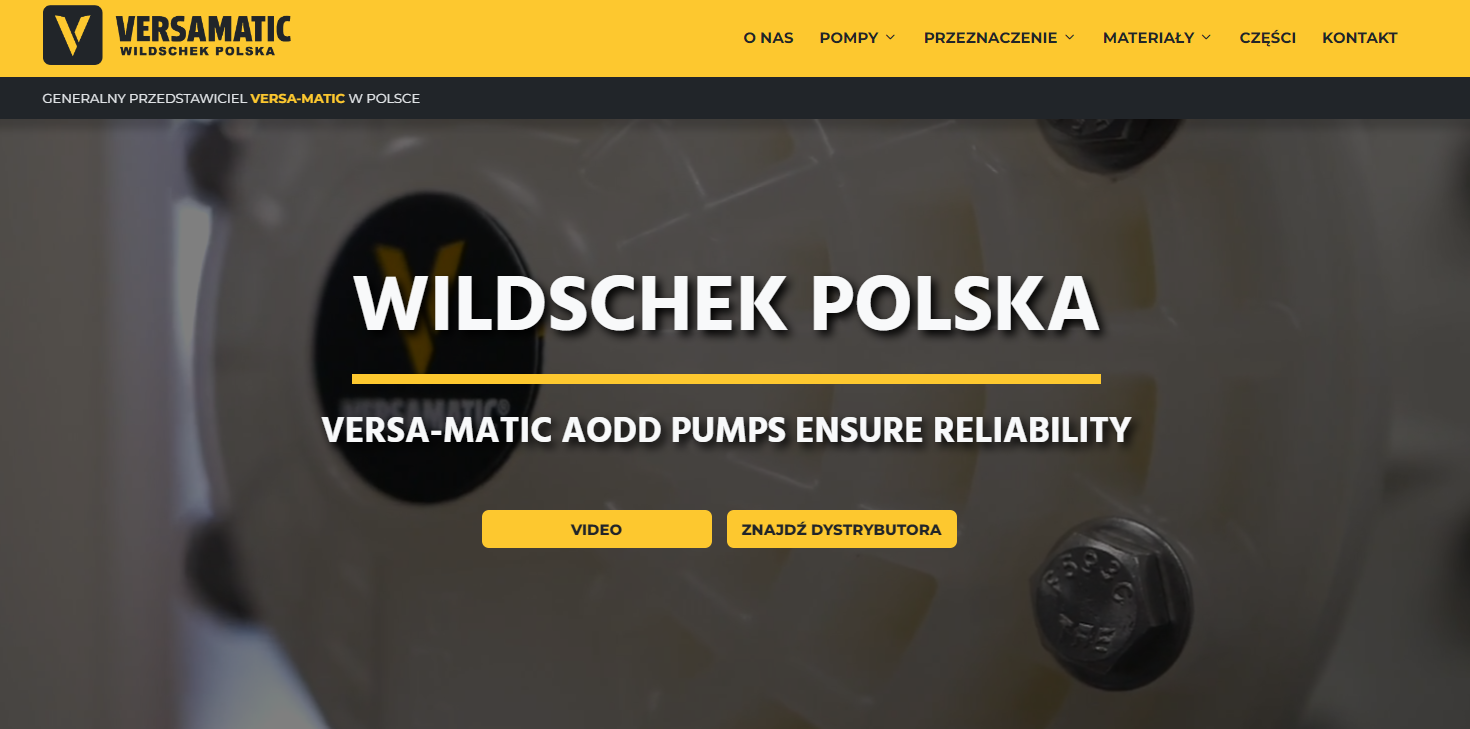 VERSAMATIC
WILDSCHEK POLSKA
O NAS POMPY PRZEZNACZENIE MATERIAŁY CZĘŚCI KONTAKT
GENERALNY PRZEDSTAWICIEL VERSA-MATIC W POLSCE
WILDSCHEK POLSKA
VERSAMATIC®
VERSA-MATIC AODD PUMPS ENSURE RELIABILITY
VIDEO ZNAJDŹ DYSTRYBUTORA